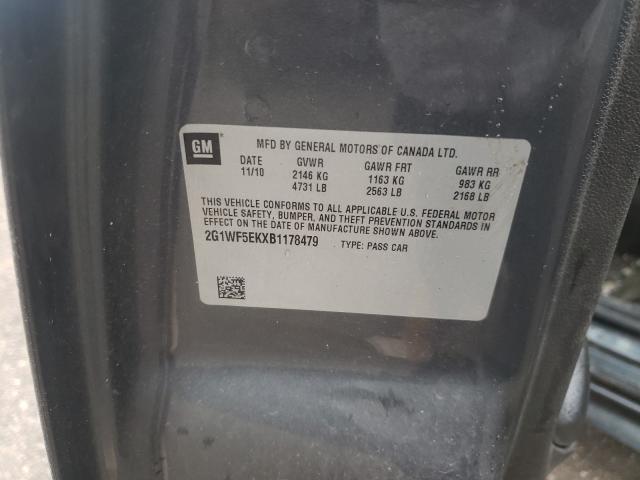 GM
MFD BY GENERAL MOTORS OF CANADA LTD.
DATE GVWR GAWR FRT GAWR RR
11/10 2146 KG 1163 KG 983 KG
4731 LB 2563 LB 2168 LB
THIS VEHICLE CONFORMS TO ALL APPLICABLE U.S. FEDERAL MOTOR
VEHICLE SAFETY, BUMPER, AND THEFT PREVENTION STANDARDS IN
EFFECT ON THE DATE OF MANUFACTURE SHOWN ABOVE.
2G1WF5EKXB1178479 TYPE: PASS CAR